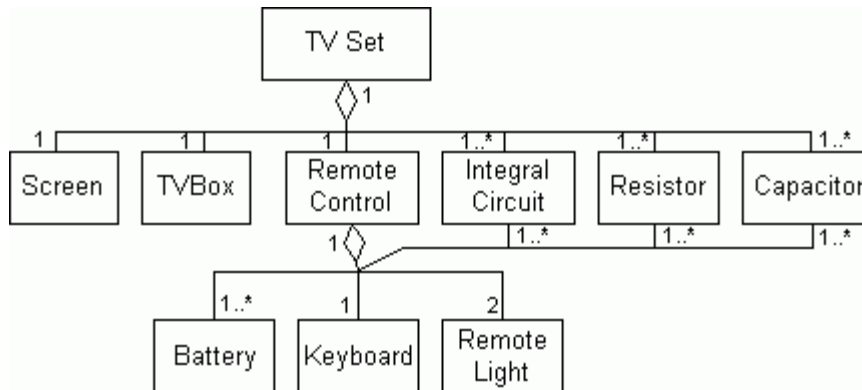 TV Set
1
1 1 1 1..* 1..* 1..*
Screen TVBox Remote Control Integral Circuit Resistor Capacitor
1 1..* 1..* 1..*
1..* 1 2
Battery Keyboard Remote Light